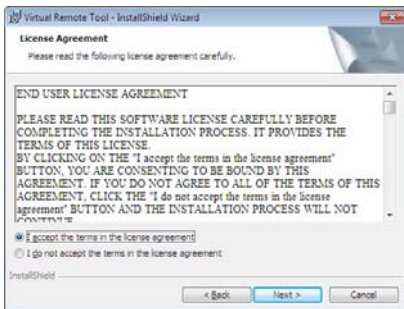 Virtual Remote Tool - InstallShield Wizard
License Agreement
Please read the following license agreement carefully.
END USER LICENSE AGREEMENT
PLEASE READ THIS SOFTWARE LICENSE CAREFULLY BEFORE
COMPLETING THE INSTALLATION PROCESS. IT PROVIDES THE
TERMS OF THIS LICENSE.
BY CLICKING ON THE "I accept the terms in the license agreement"
BUTTON, YOU ARE CONSENTING TO BE BOUND BY THIS
AGREEMENT. IF YOU DO NOT AGREE TO ALL OF THE TERMS OF THIS
AGREEMENT, CLICK THE "I do not accept the terms in the license
agreement" BUTTON AND THE INSTALLATION PROCESS WILL NOT
CONTINUE.
I accept the terms in the license agreement
I do not accept the terms in the license agreement
InstallShield
< Back Next > Cancel